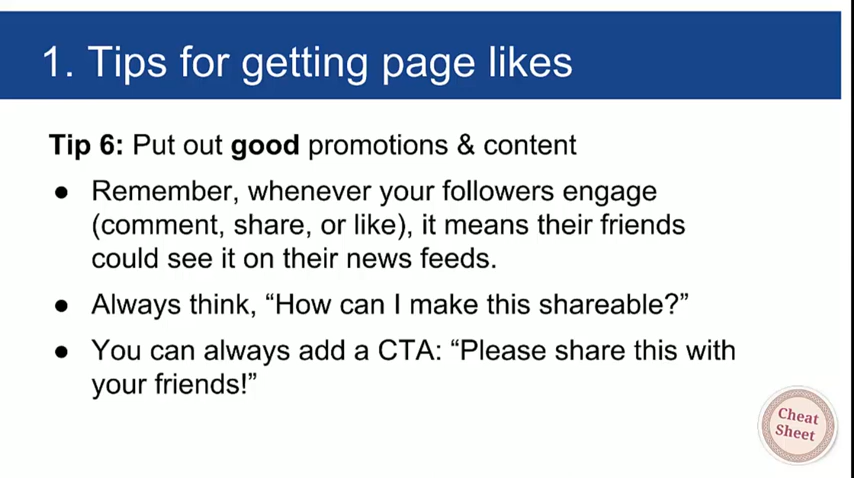 1. Tips for getting page likes
Tip 6: Put out good promotions & content
● Remember, whenever your followers engage
(comment, share, or like), it means their friends
could see it on their news feeds.
● Always think, “How can I make this shareable?”
● You can always add a CTA: “Please share this with
your friends!”
Cheat
Sheet